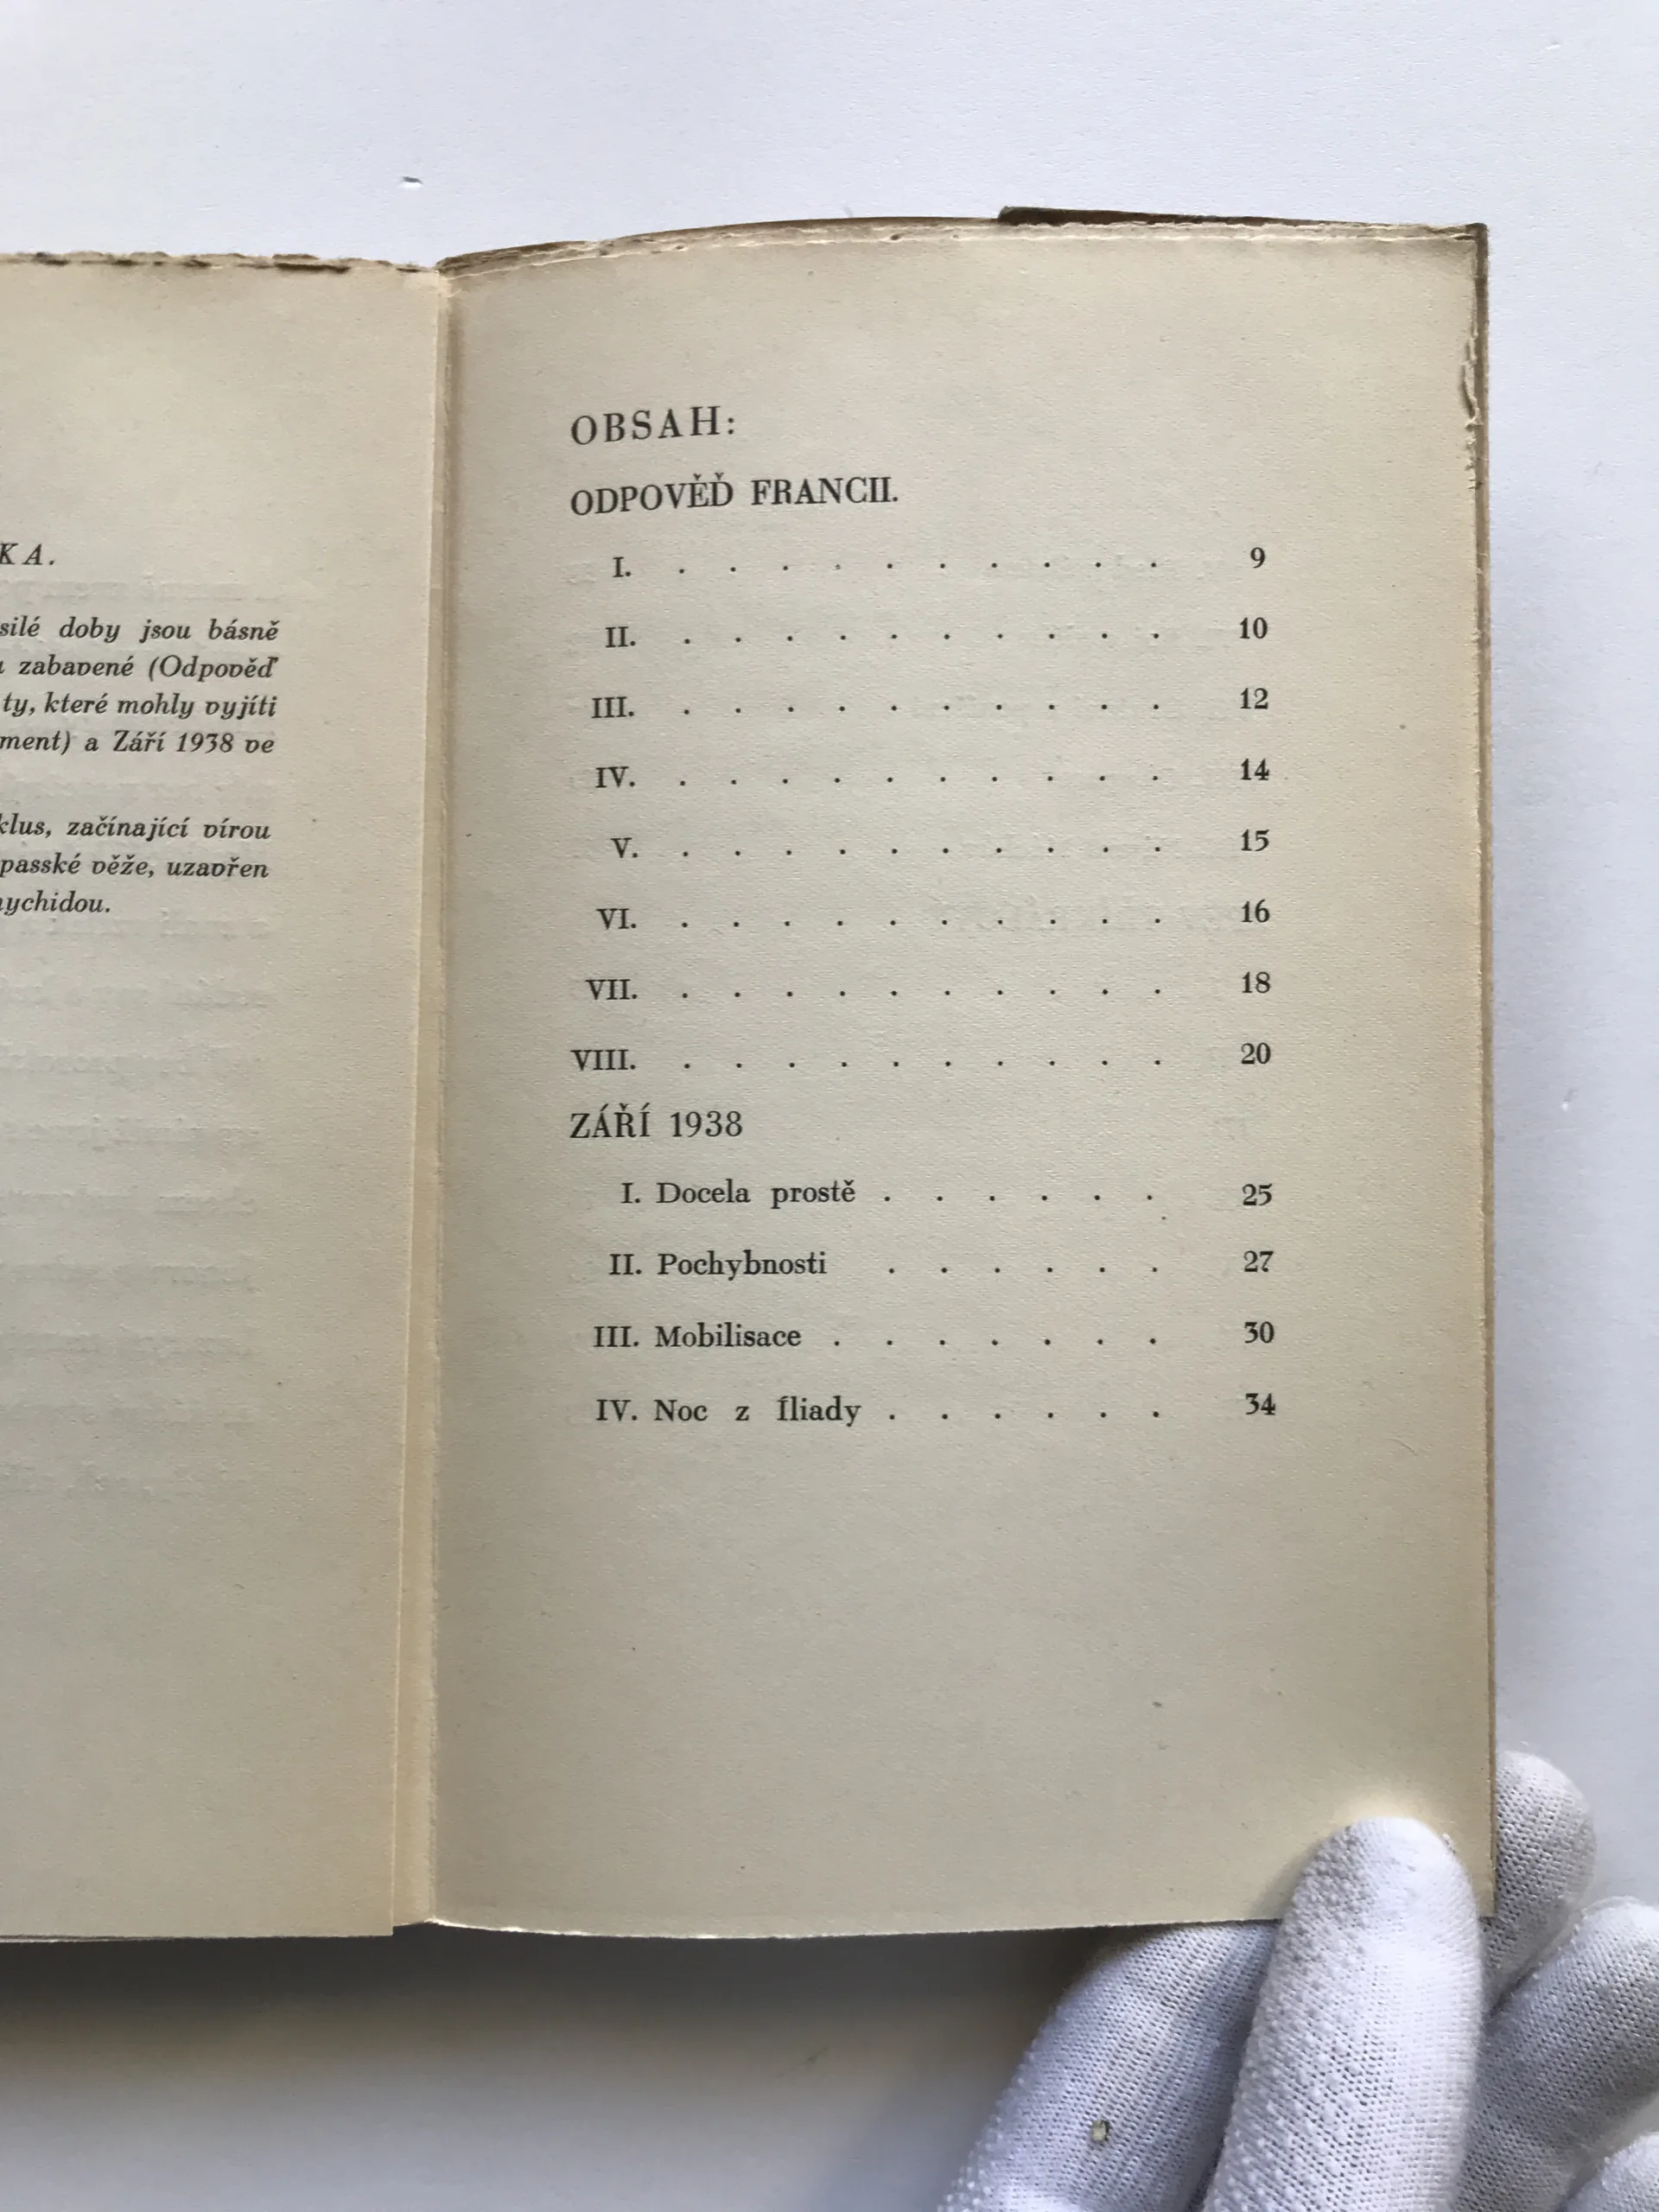 KA.
silé doby jsou básně
zabavené (Odpověď
ty, které mohly vyjíti
ment) a Září 1938 ve
klus, začínající vírou
passké věže, uzavřen
ychidou.
OBSAH:
ODPOVĚĎ FRANCII.
I. . . . . . . . . . . 9
II. . . . . . . . . . . 10
III. . . . . . . . . . . 12
IV. . . . . . . . . . . 14
V. . . . . . . . . . . 15
VI. . . . . . . . . . . 16
VII. . . . . . . . . . . 18
VIII. . . . . . . . . . . 20
ZÁŘÍ 1938
I. Docela prostě . . . . . . 25
II. Pochybnosti . . . . . . 27
III. Mobilisace . . . . . . . 30
IV. Noc z Íliady . . . . . . 34